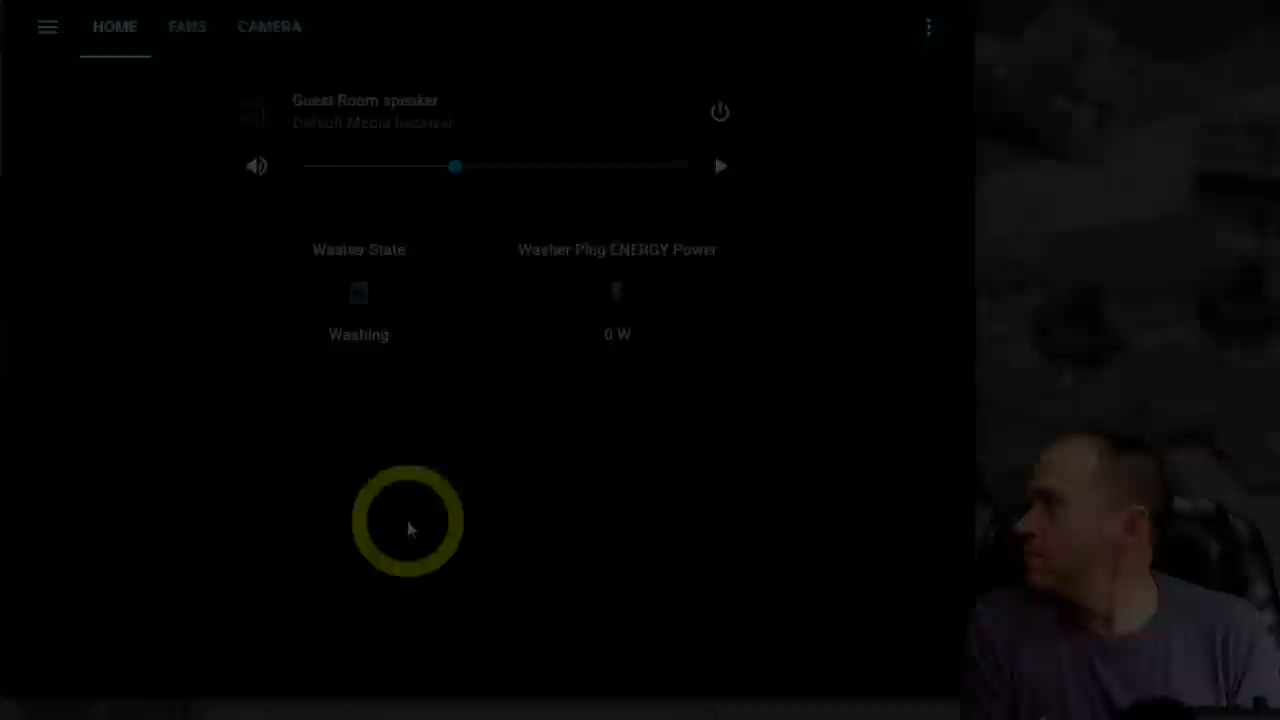 HOME FANS CAMERA
Guest Room speaker
Default Media Receiver
Washer State Washer Plug ENERGY Power
Washing 0 W